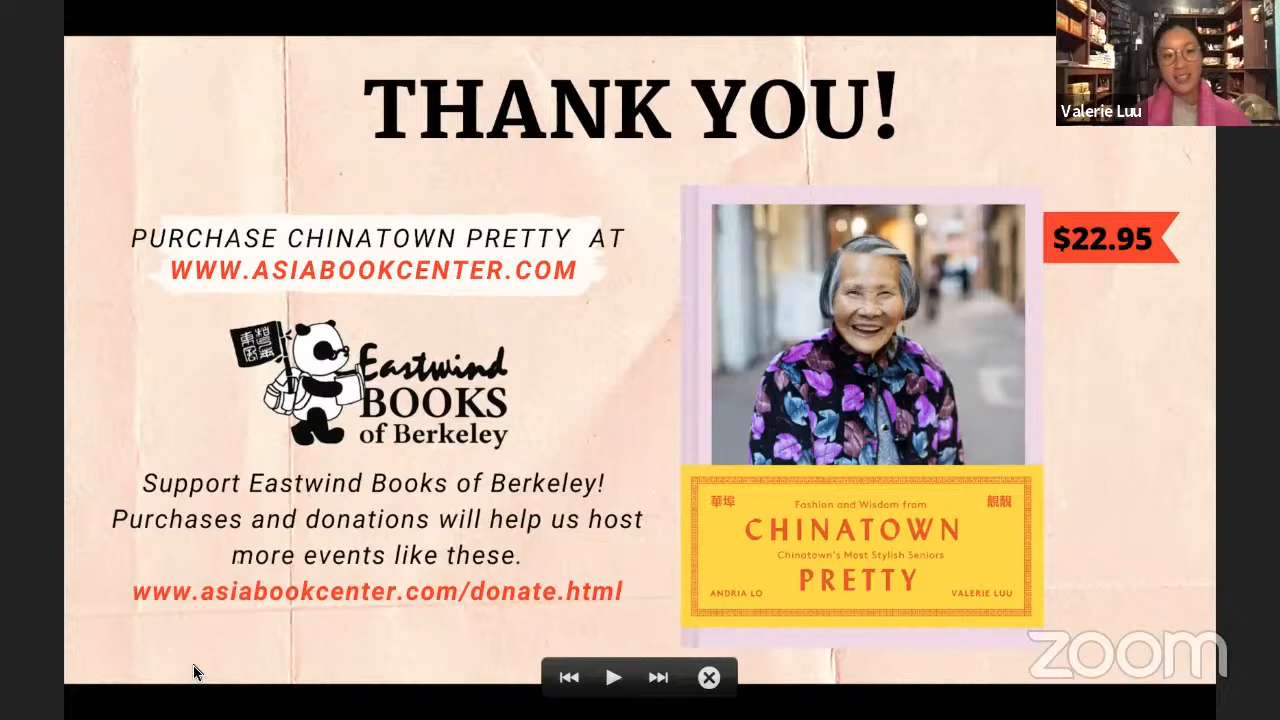 THANK YOU!
Valerie Luu
PURCHASE CHINATOWN PRETTY AT
WWW.ASIABOOKCENTER.COM
$22.95
Eastwind
BOOKS
of Berkeley
Support Eastwind Books of Berkeley!
Purchases and donations will help us host
more events like these.
www.asiabookcenter.com/donate.html
華埠
靚靚
Fashion and Wisdom from
CHINATOWN
Chinatown's Most Stylish Seniors
PRETTY
ANDRIA LO
VALERIE LUU
zoom